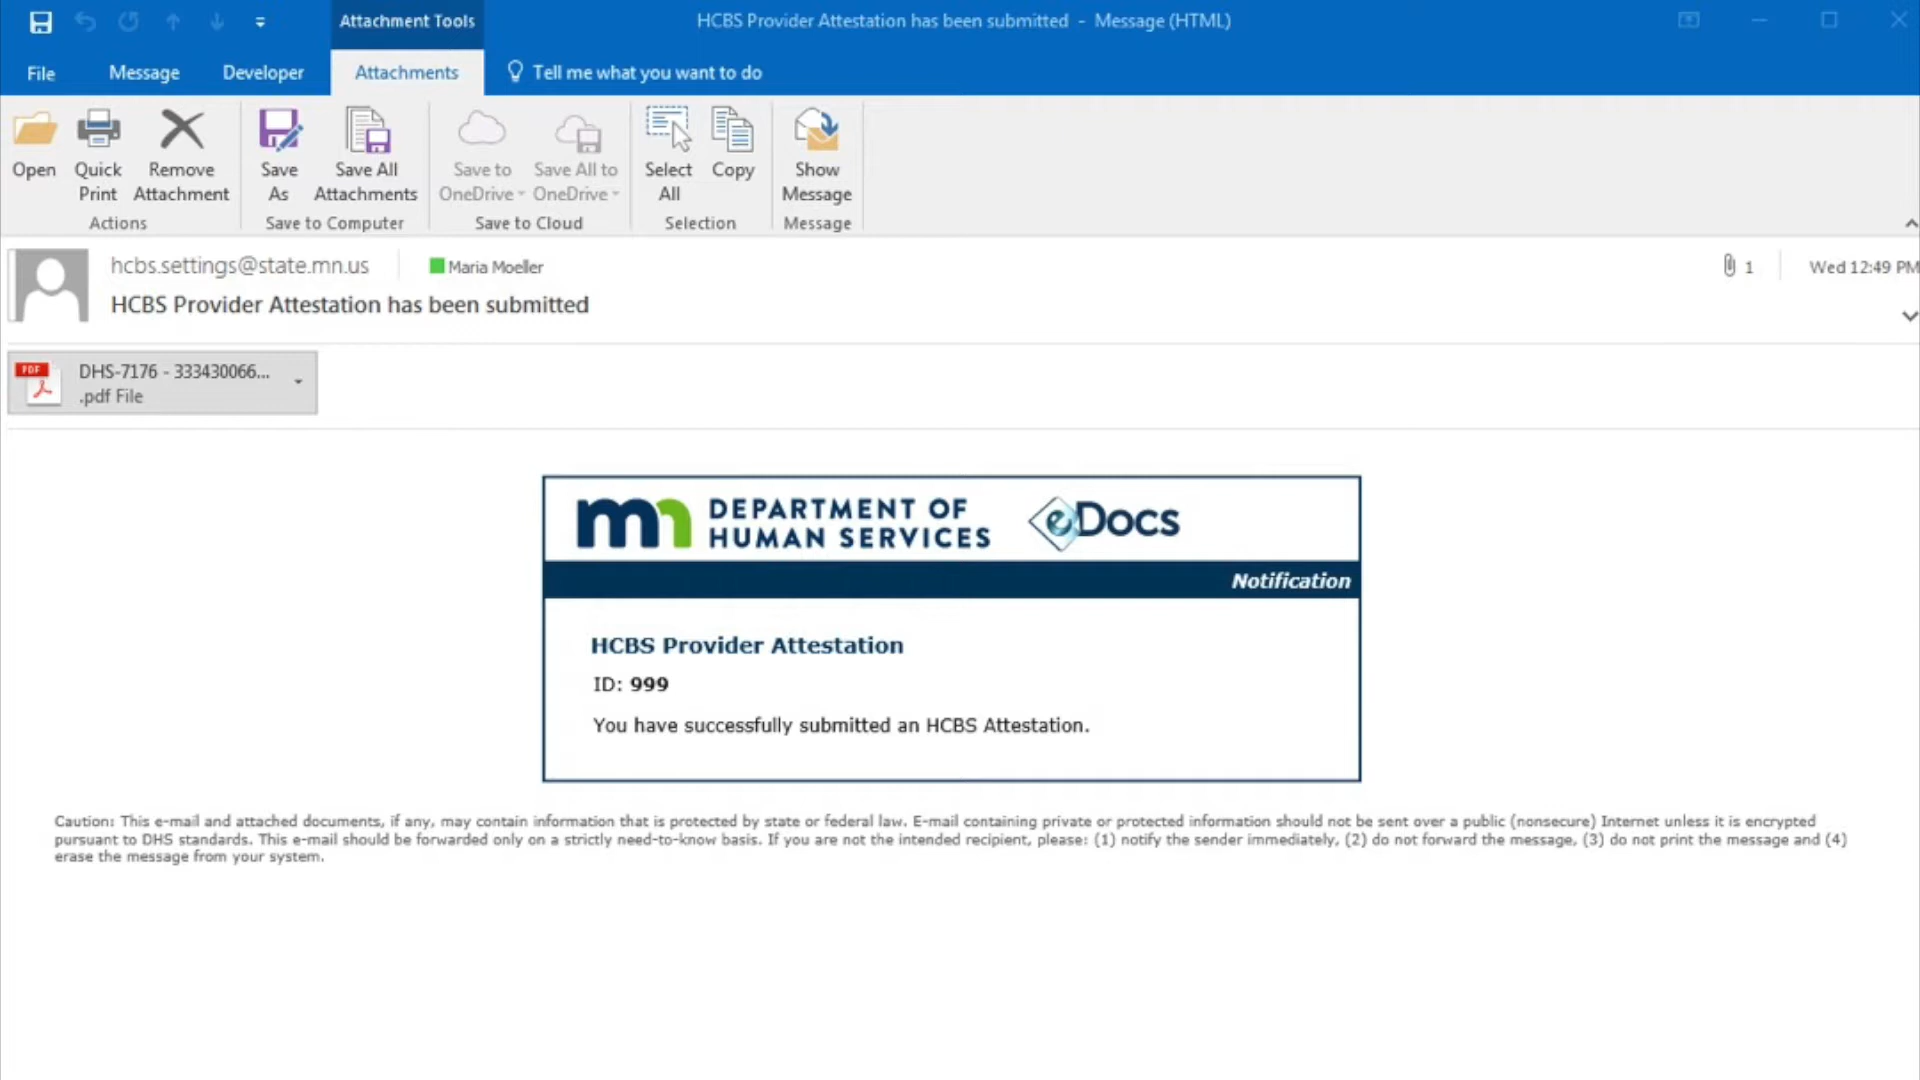 Attachment Tools
HCBS Provider Attestation has been submitted - Message (HTML)
File
Message
Developer
Attachments
Tell me what you want to do
Open
Quick Print
Remove Attachment
Actions
Save As
Save All Attachments
Save to Computer
Save to OneDrive
Save All to OneDrive
Save to Cloud
Select All
Copy
Selection
Show Message
Message
hcbs.settings@state.mn.us
Maria Moeller
1
Wed 12:49 PM
HCBS Provider Attestation has been submitted
PDF
DHS-7176 - 333430066...
.pdf File
mn DEPARTMENT OF
HUMAN SERVICES
eDocs
Notification
HCBS Provider Attestation
ID: 999
You have successfully submitted an HCBS Attestation.
Caution: This e-mail and attached documents, if any, may contain information that is protected by state or federal law. E-mail containing private or protected information should not be sent over a public (nonsecure) Internet unless it is encrypted
pursuant to DHS standards. This e-mail should be forwarded only on a strictly need-to-know basis. If you are not the intended recipient, please: (1) notify the sender immediately, (2) do not forward the message, (3) do not print the message and (4)
erase the message from your system.